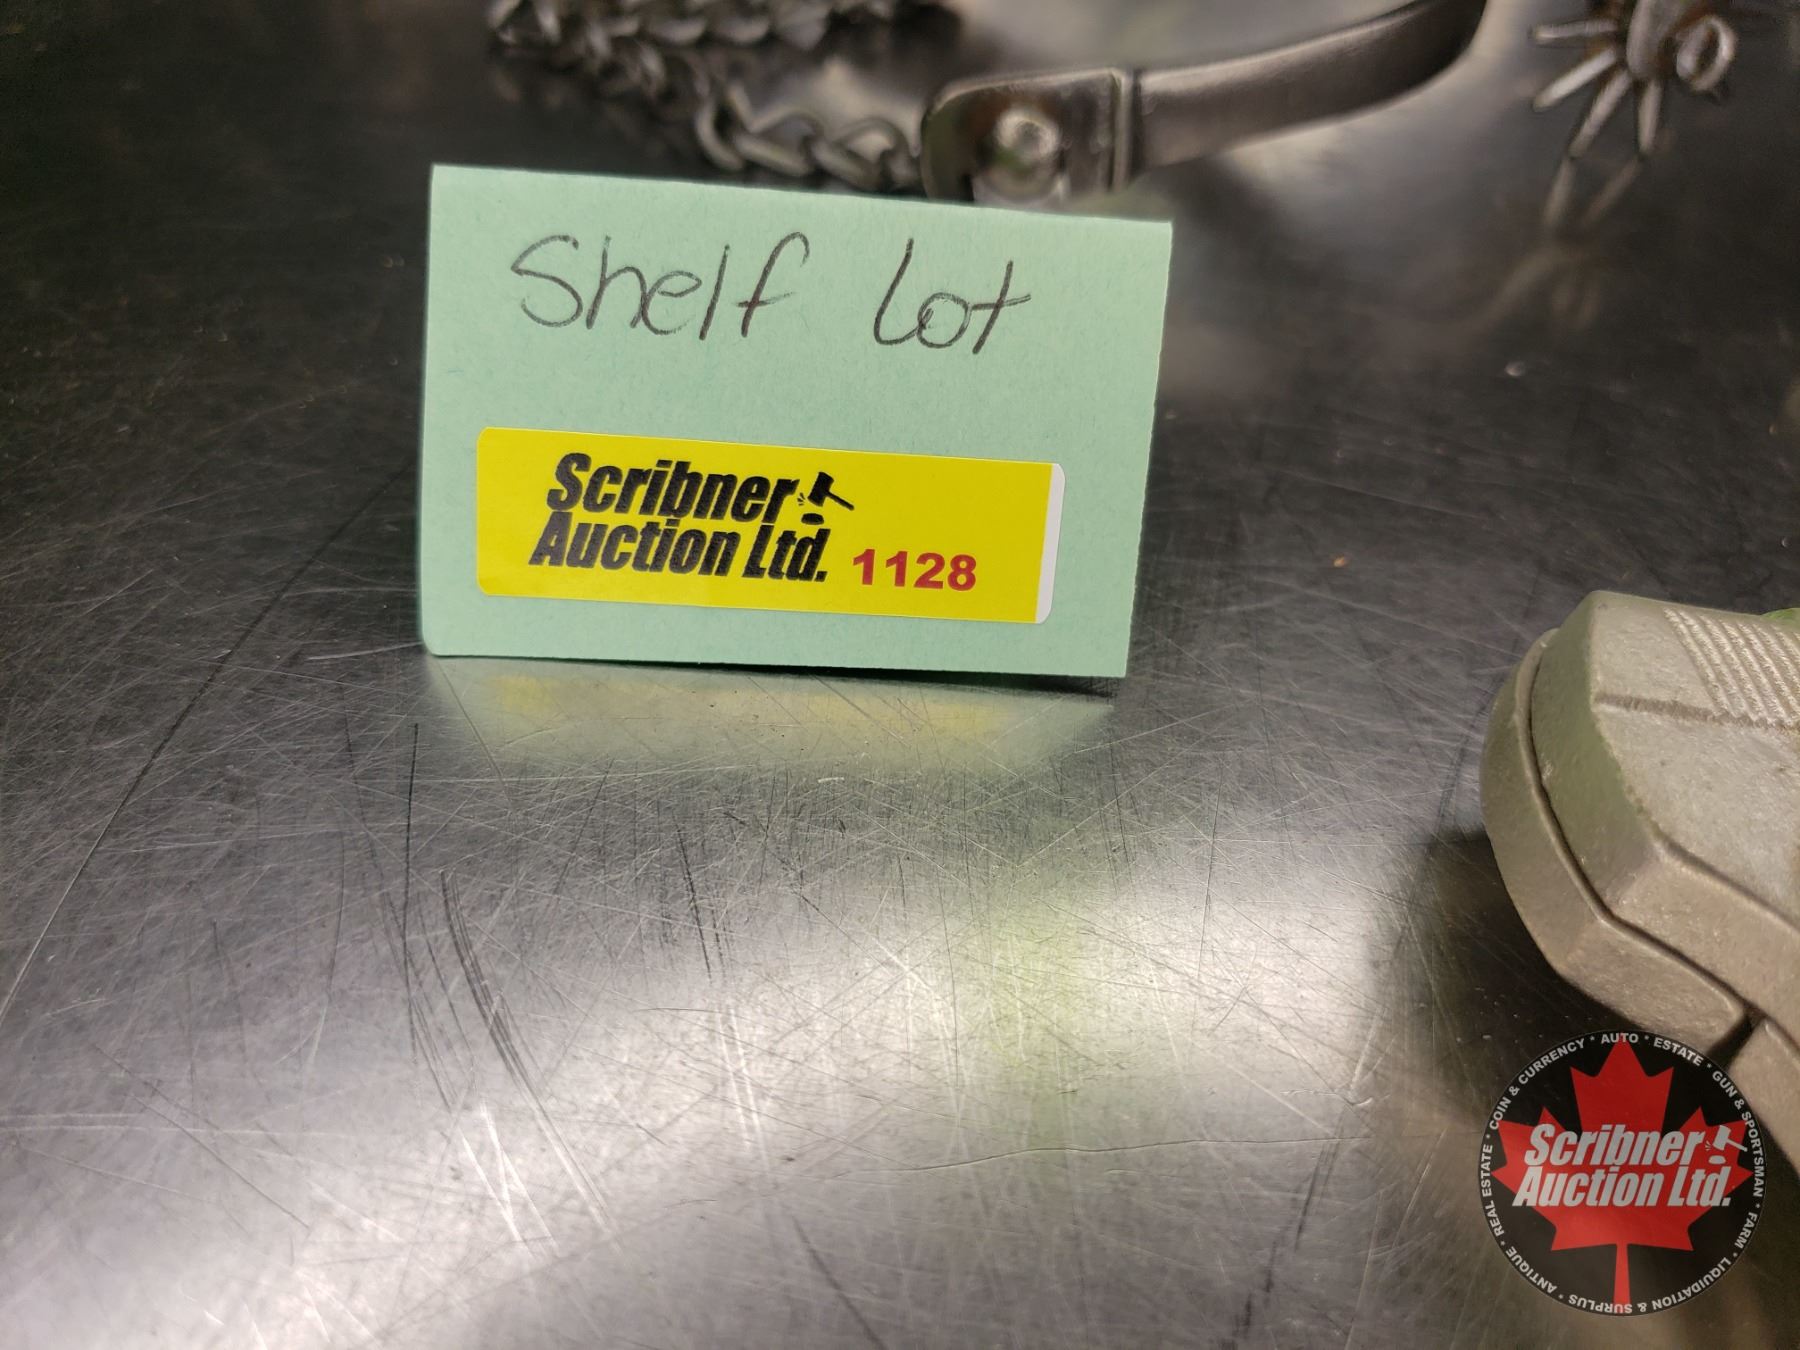 Shelf Lot
Scribner
Auction Ltd. 1128
COIN & CURRENCY * AUTO * ESTATE * GUN & SPORTSMAN * FARM * LIQUIDATION & SURPLUS * ANTIQUE * REAL ESTATE *
Scribner
Auction Ltd.